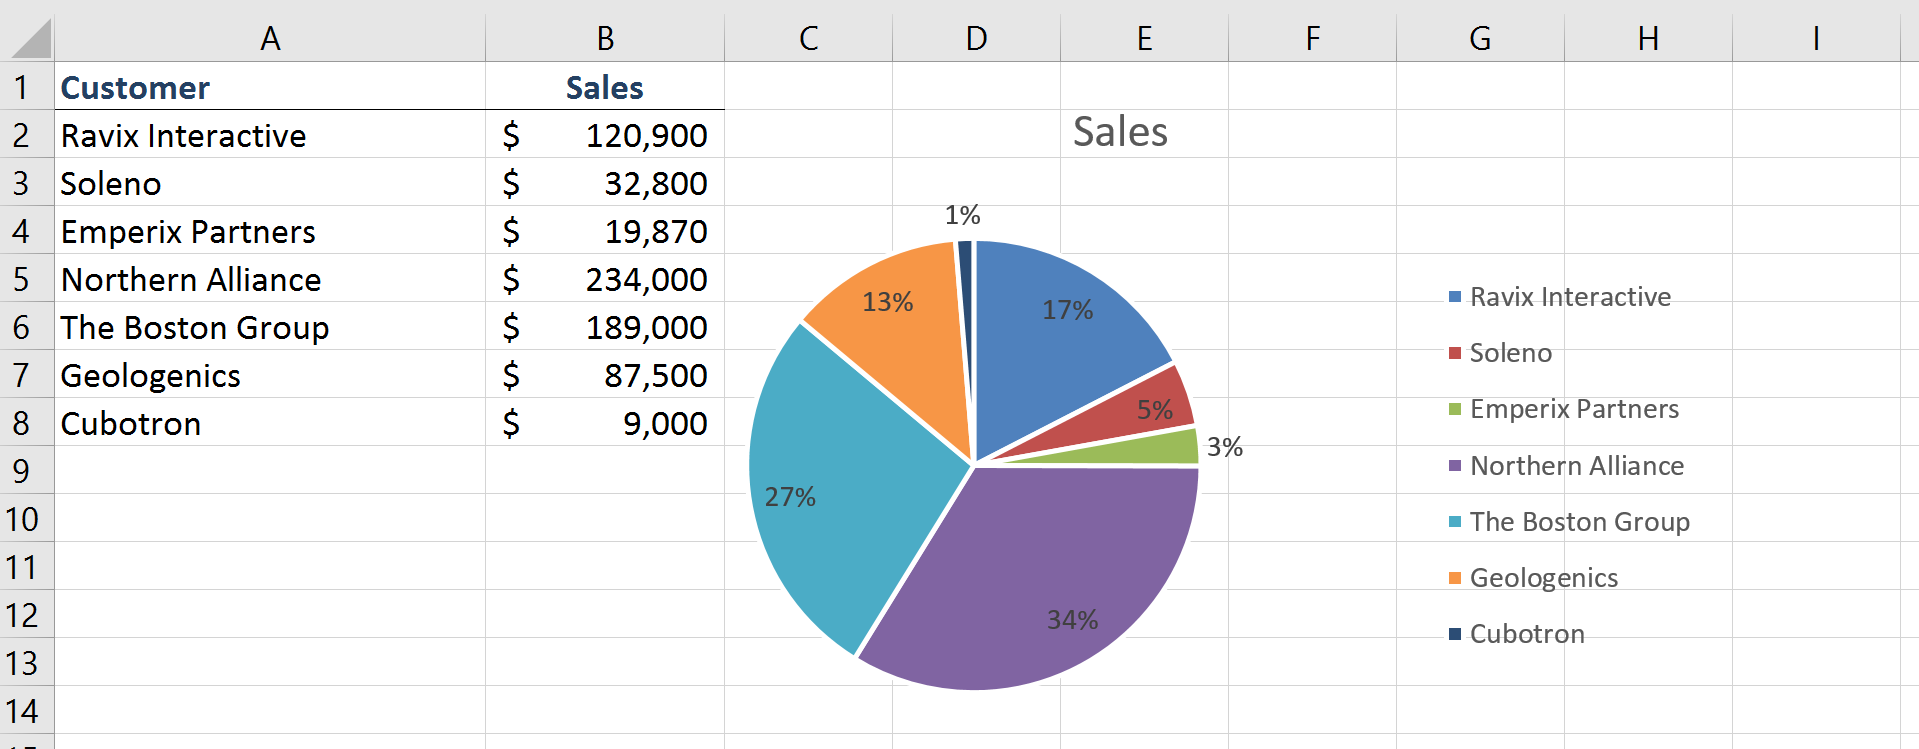 A B C D E F G H I
1 Customer Sales
2 Ravix Interactive $ 120,900
3 Soleno $ 32,800
4 Emperix Partners $ 19,870
5 Northern Alliance $ 234,000
6 The Boston Group $ 189,000
7 Geologenics $ 87,500
8 Cubotron $ 9,000
9
10
11
12
13
14
Sales
1%
17%
13%
5%
3%
27%
34%
Ravix Interactive
Soleno
Emperix Partners
Northern Alliance
The Boston Group
Geologenics
Cubotron